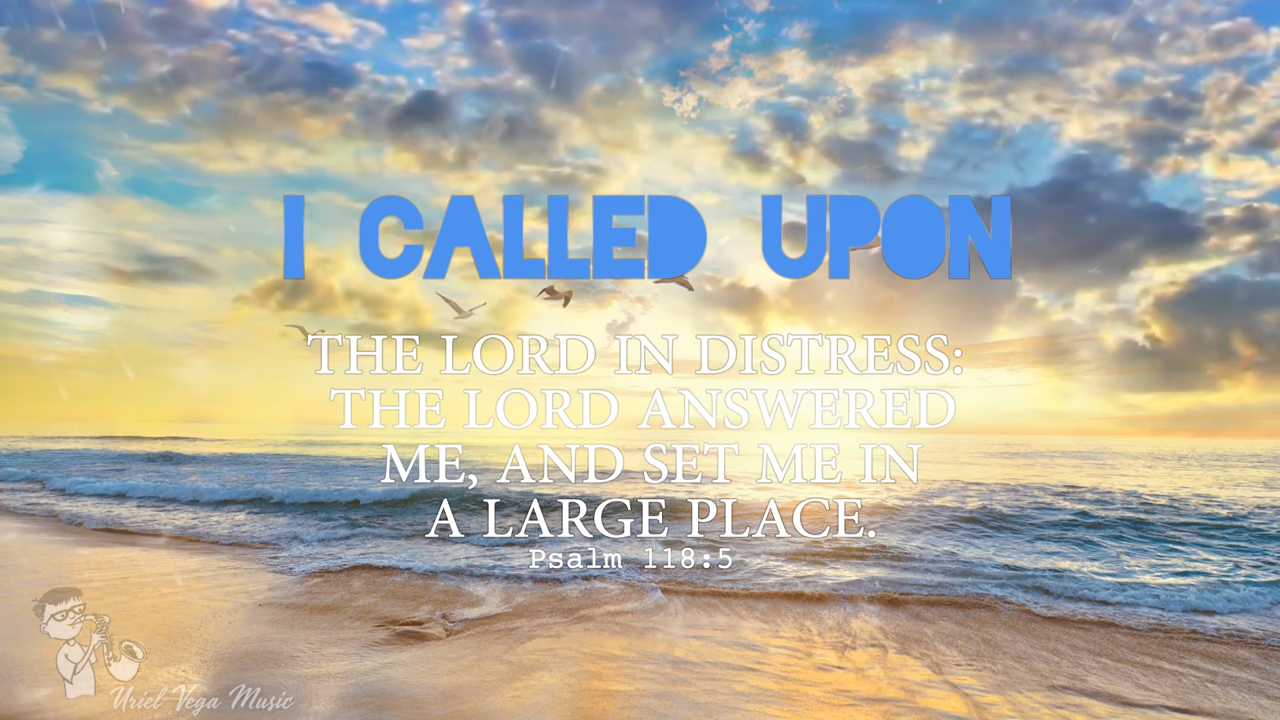 I CALLED UPON
THE LORD IN DISTRESS:
THE LORD ANSWERED
ME, AND SET ME IN
A LARGE PLACE.
Psalm 118:5
Uriel Vega Music